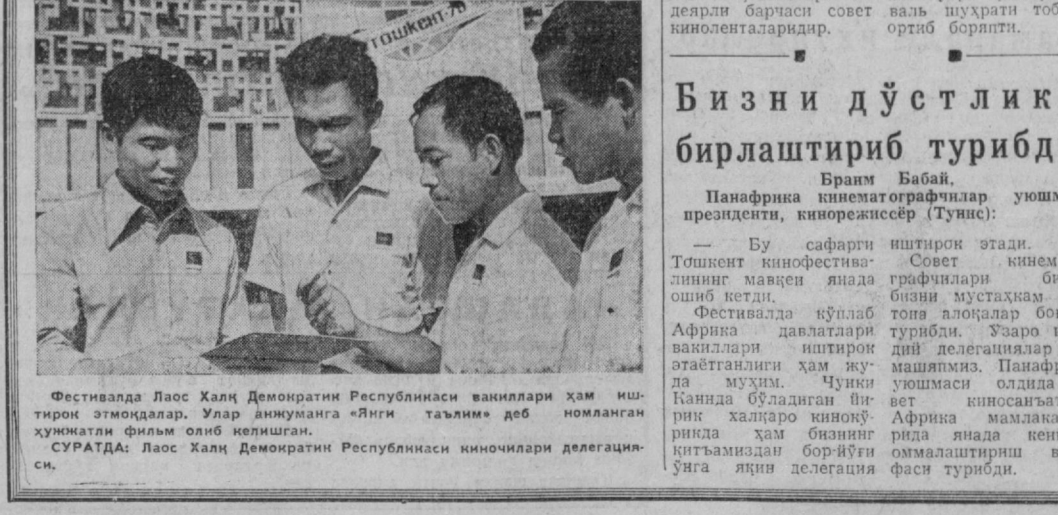 Тошкент-78
Фестивалда Лаос Халқ Демократик Республикаси вакиллари ҳам иш-
тирок этмоқдалар. Улар анжуманга «Янги таълим» деб номланган
ҳужжатли фильм олиб келишган.
СУРАТДА: Лаос Халқ Демократик Республикаси киночилари делегация-
си.
деярли барчаси совет
киноленталаридир.
валь шуҳрати тоб
ортиб боряпти.
Бизни дўстлик
бирлаштириб турибд
Браим Бабай,
Панафрика кинематографчилар уюшм
президенти, кинорежиссёр (Тунис):
— Бу сафарги
Тошкент кинофестива-
лининг мавқеи янада
ошиб кетди.
Фестивалда кўплаб
Африка давлатлари
вакиллари иштирок
этаётганлиги ҳам жу-
да муҳим. Чунки
Каннда бўладиган йи-
рик халқаро кинокў-
рикда ҳам бизнинг
қитъамиздан бор-йўғи
ўнга яқин делегация
иштирок этади.
Совет кинем
графчилари би
бизни мустаҳкам
тона алоқалар бо
турибди. Ўзаро
дий делегациялар
машяпмиз. Панаф
уюшмаси олдида
вет киносанъат
Африка мамлака
рида янада кен
оммалаштириш в
фаси турибди.